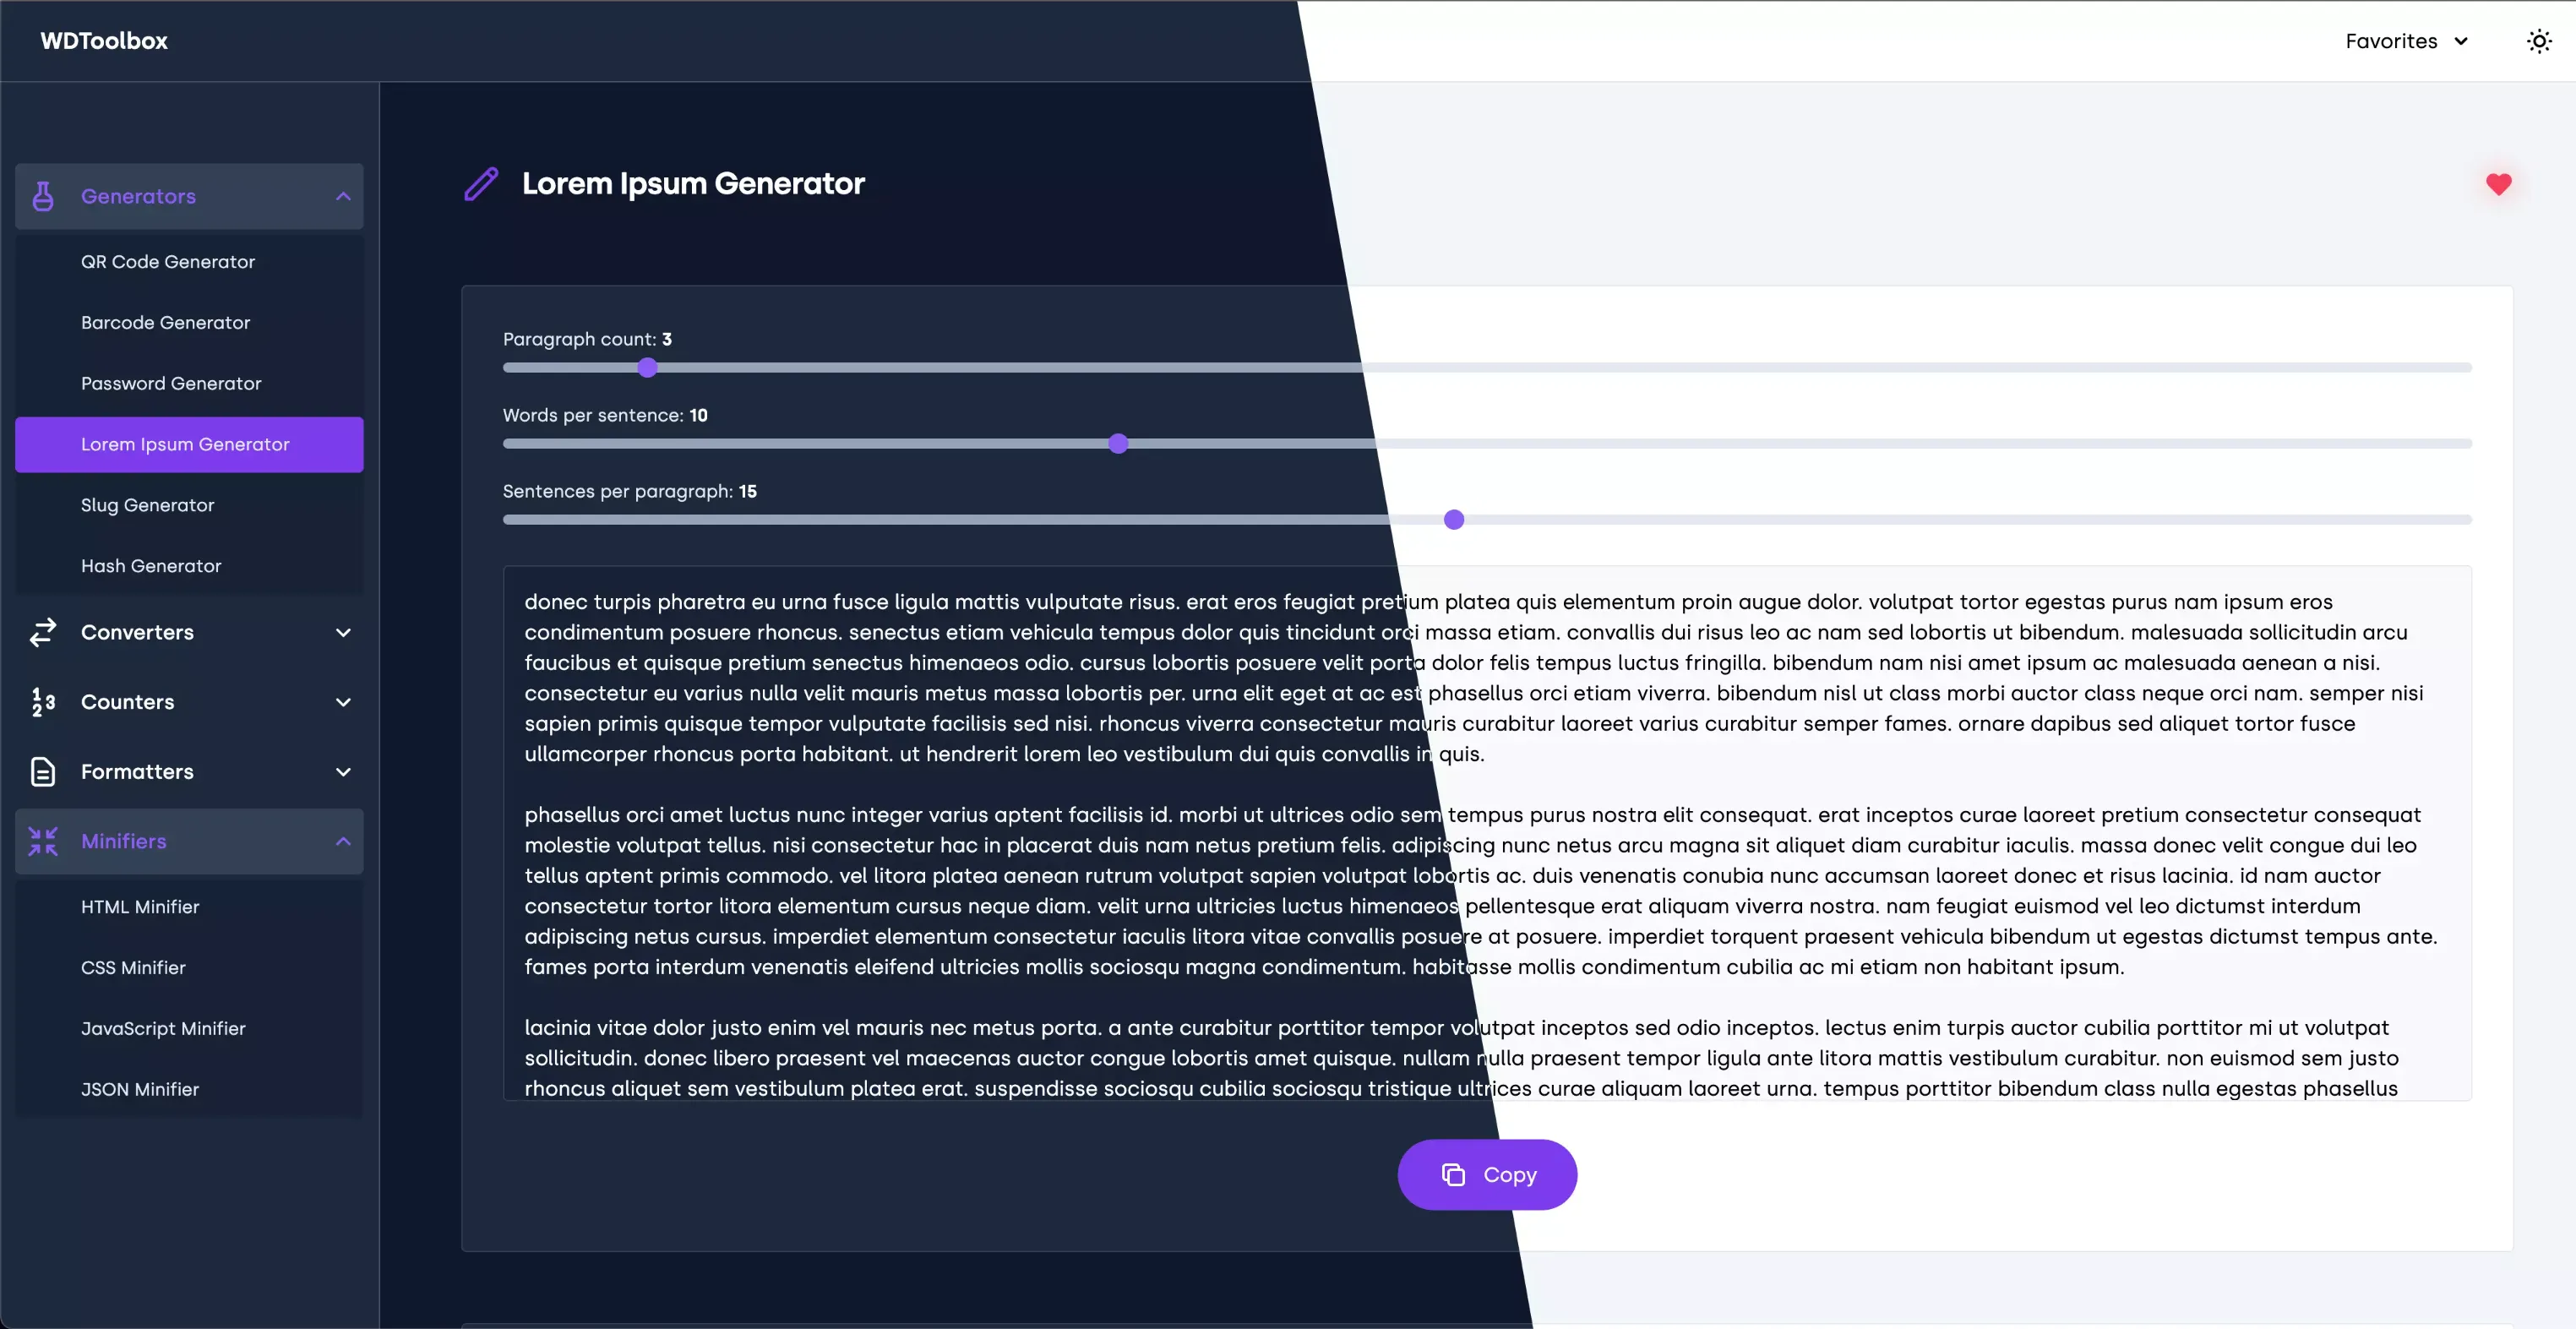 WDToolbox
Favorites
Generators
QR Code Generator
Barcode Generator
Password Generator
Lorem Ipsum Generator
Slug Generator
Hash Generator
Converters
Counters
Formatters
Minifiers
HTML Minifier
CSS Minifier
JavaScript Minifier
JSON Minifier
Lorem Ipsum Generator
Paragraph count: 3
Words per sentence: 10
Sentences per paragraph: 15
donec turpis pharetra eu urna fusce ligula mattis vulputate risus. erat eros feugiat pretium platea quis elementum proin augue dolor. volutpat tortor egestas purus nam ipsum eros
condimentum posuere rhoncus. senectus etiam vehicula tempus dolor quis tincidunt orci massa etiam. convallis dui risus leo ac nam sed lobortis ut bibendum. malesuada sollicitudin arcu
faucibus et quisque pretium senectus himenaeos odio. cursus lobortis posuere velit porta dolor felis tempus luctus fringilla. bibendum nam nisi amet ipsum ac malesuada aenean a nisi.
consectetur eu varius nulla velit mauris metus massa lobortis per. urna elit eget at ac est phasellus orci etiam viverra. bibendum nisl ut class morbi auctor class neque orci nam. semper nisi
sapien primis quisque tempor vulputate facilisis sed nisi. rhoncus viverra consectetur mauris curabitur laoreet varius curabitur semper fames. ornare dapibus sed aliquet tortor fusce
ullamcorper rhoncus porta habitant. ut hendrerit lorem leo vestibulum dui quis convallis in quis.
phasellus orci amet luctus nunc integer varius aptent facilisis id. morbi ut ultrices odio sem tempus purus nostra elit consequat. erat inceptos curae laoreet pretium consectetur consequat
molestie volutpat tellus. nisi consectetur hac in placerat duis nam netus pretium felis. adipiscing nunc netus arcu magna sit aliquet diam curabitur iaculis. massa donec velit congue dui leo
tellus aptent primis commodo. vel litora platea aenean rutrum volutpat sapien volutpat lobortis ac. duis venenatis conubia nunc accumsan laoreet donec et risus lacinia. id nam auctor
consectetur tortor litora elementum cursus neque diam. velit urna ultricies luctus himenaeos pellentesque erat aliquam viverra nostra. nam feugiat euismod vel leo dictumst interdum
adipiscing netus cursus. imperdiet elementum consectetur iaculis litora vitae convallis posuere at posuere. imperdiet torquent praesent vehicula bibendum ut egestas dictumst tempus ante.
fames porta interdum venenatis eleifend ultricies mollis sociosqu magna condimentum. habitasse mollis condimentum cubilia ac mi etiam non habitant ipsum.
lacinia vitae dolor justo enim vel mauris nec metus porta. a ante curabitur porttitor tempor volutpat inceptos sed odio inceptos. lectus enim turpis auctor cubilia porttitor mi ut volutpat
sollicitudin. donec libero praesent vel maecenas auctor congue lobortis amet quisque. nullam nulla praesent tempor ligula ante litora mattis vestibulum curabitur. non euismod sem justo
rhoncus aliquet sem vestibulum platea erat. suspendisse sociosqu cubilia sociosqu tristique ultrices curae aliquam laoreet urna. tempus porttitor bibendum class nulla egestas phasellus
Copy